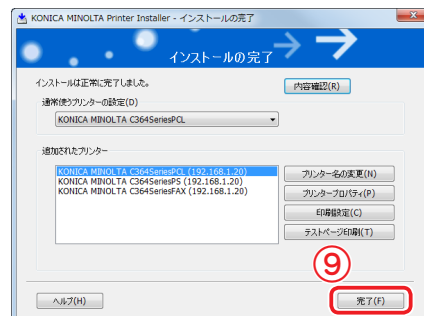 KONICA MINOLTA Printer Installer - インストールの完了
インストールの完了
インストールは正常に完了しました。
内容確認(R)
通常使うプリンターの設定(D)
KONICA MINOLTA C364SeriesPCL
追加されたプリンター
KONICA MINOLTA C364SeriesPCL (192.168.1.20)
KONICA MINOLTA C364SeriesPS (192.168.1.20)
KONICA MINOLTA C364SeriesFAX (192.168.1.20)
プリンター名の変更(N)
プリンタープロパティ(P)
印刷設定(C)
テストページ印刷(T)
⑨
ヘルプ(H)
完了(F)